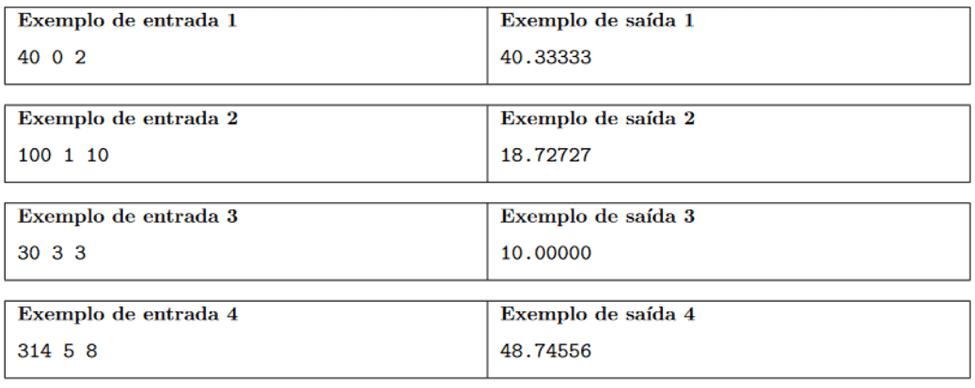 Exemplo de entrada 1
Exemplo de saída 1
40 0 2
40.33333
Exemplo de entrada 2
Exemplo de saída 2
100 1 10
18.72727
Exemplo de entrada 3
Exemplo de saída 3
30 3 3
10.00000
Exemplo de entrada 4
Exemplo de saída 4
314 5 8
48.74556